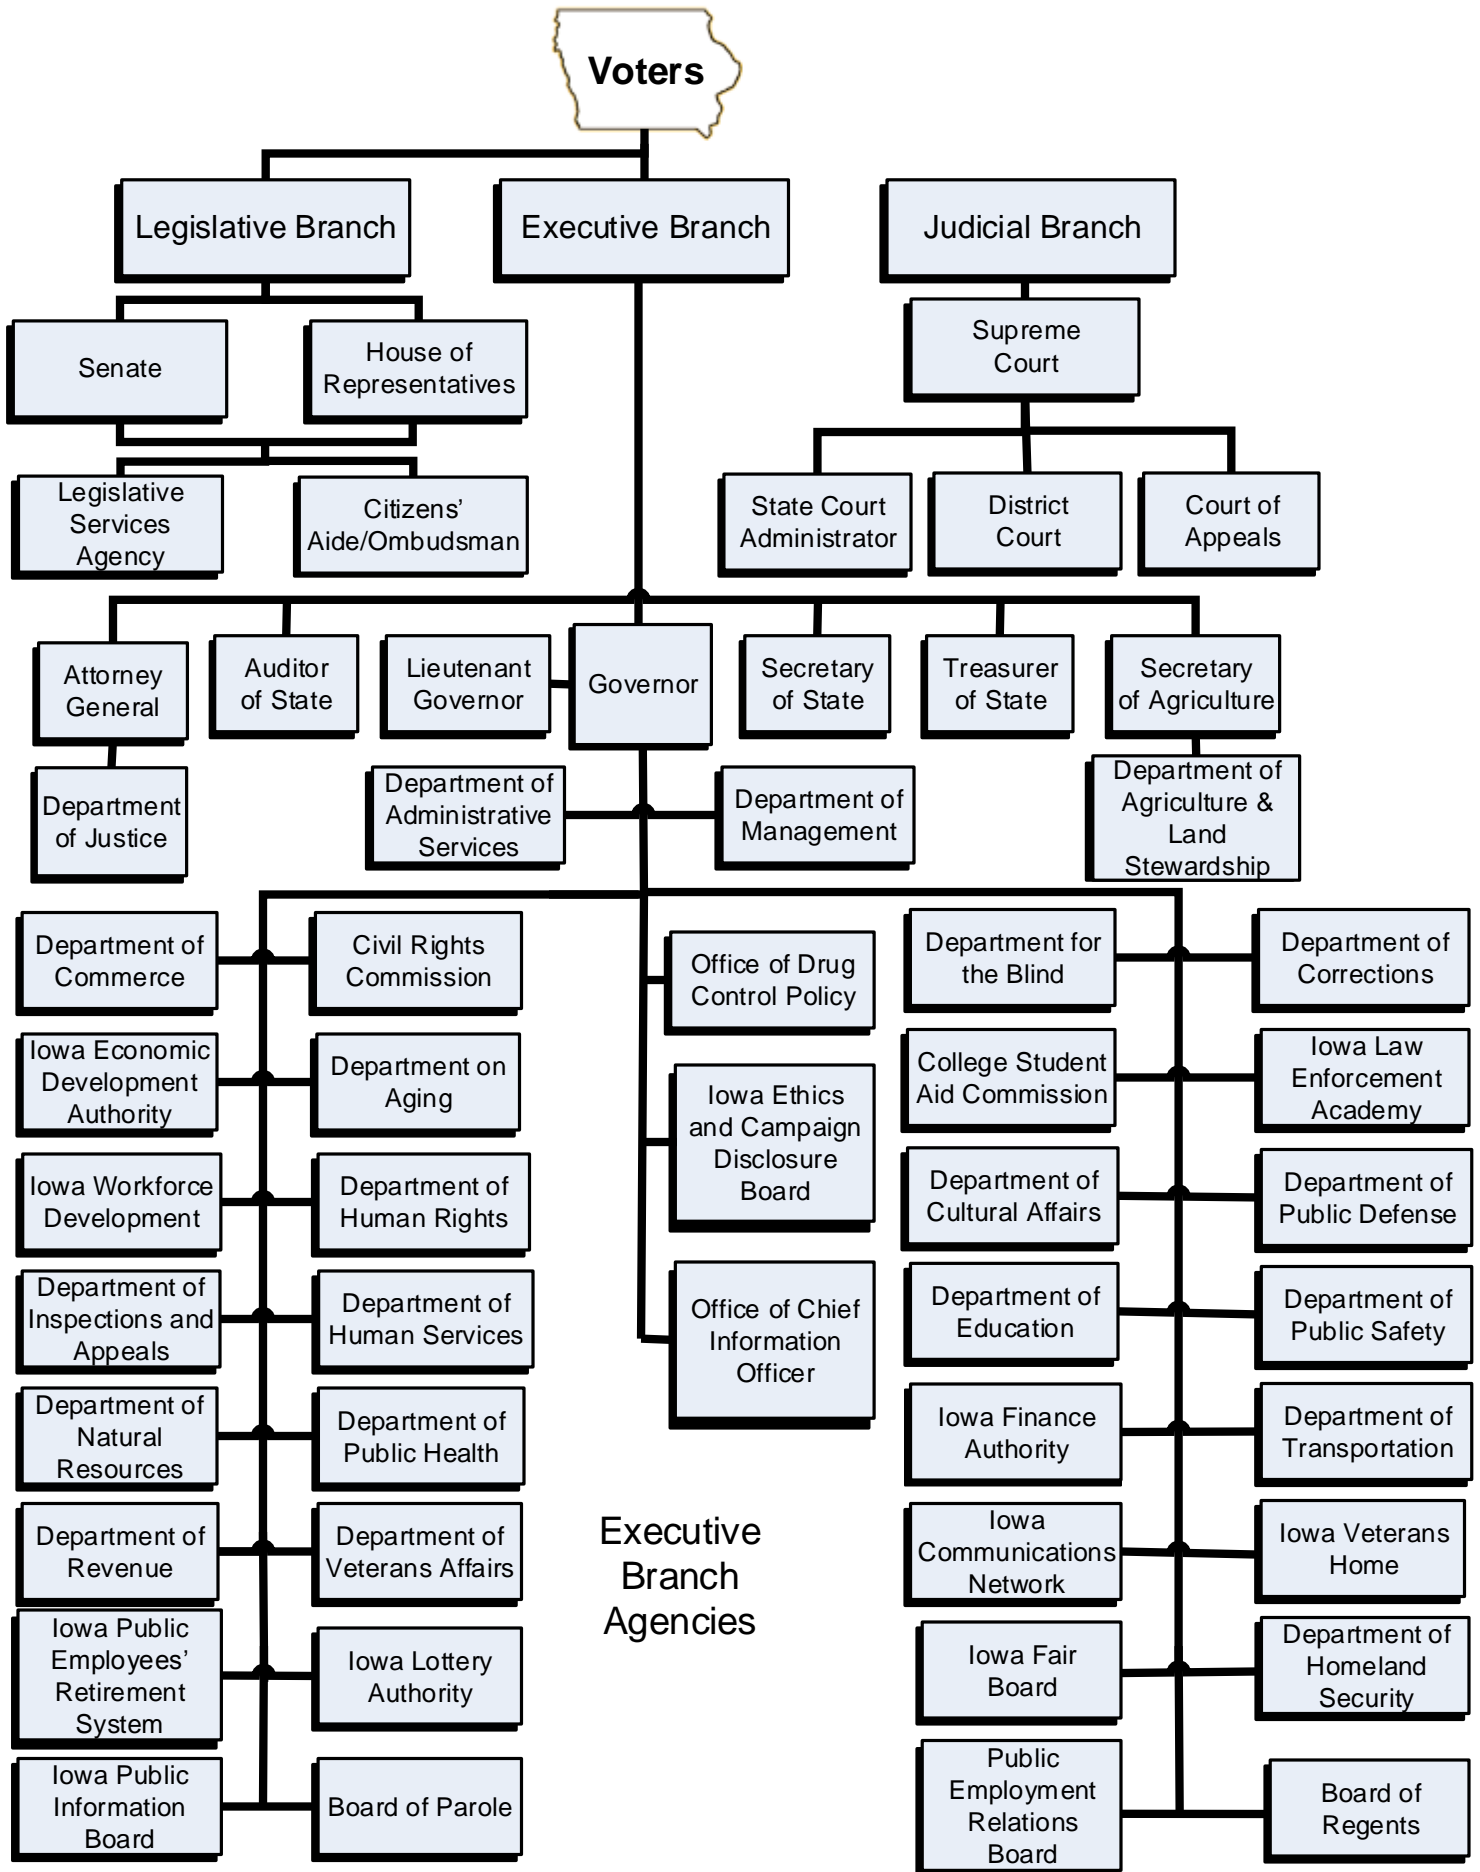 Voters
Legislative Branch
Executive Branch
Judicial Branch
Senate
House of
Representatives
Supreme
Court
Legislative
Services
Agency
Citizens’
Aide/Ombudsman
State Court
Administrator
District
Court
Court of
Appeals
Attorney
General
Auditor
of State
Lieutenant
Governor
Governor
Secretary
of State
Treasurer
of State
Secretary
of Agriculture
Department
of Justice
Department of
Administrative
Services
Department of
Management
Department of
Agriculture &
Land
Stewardship
Department of
Commerce
Civil Rights
Commission
Office of Drug
Control Policy
Department for
the Blind
Department of
Corrections
Iowa Economic
Development
Authority
Department on
Aging
Iowa Ethics
and Campaign
Disclosure
Board
College Student
Aid Commission
Iowa Law
Enforcement
Academy
Iowa Workforce
Development
Department of
Human Rights
Department of
Cultural Affairs
Department of
Public Defense
Department of
Inspections and
Appeals
Department of
Human Services
Office of Chief
Information
Officer
Department of
Education
Department of
Public Safety
Department of
Natural
Resources
Department of
Public Health
Iowa Finance
Authority
Department of
Transportation
Department of
Revenue
Department of
Veterans Affairs
Executive
Branch
Agencies
Iowa
Communications
Network
Iowa Veterans
Home
Iowa Public
Employees’
Retirement
System
Iowa Lottery
Authority
Iowa Fair
Board
Department of
Homeland
Security
Iowa Public
Information
Board
Board of Parole
Public
Employment
Relations
Board
Board of
Regents